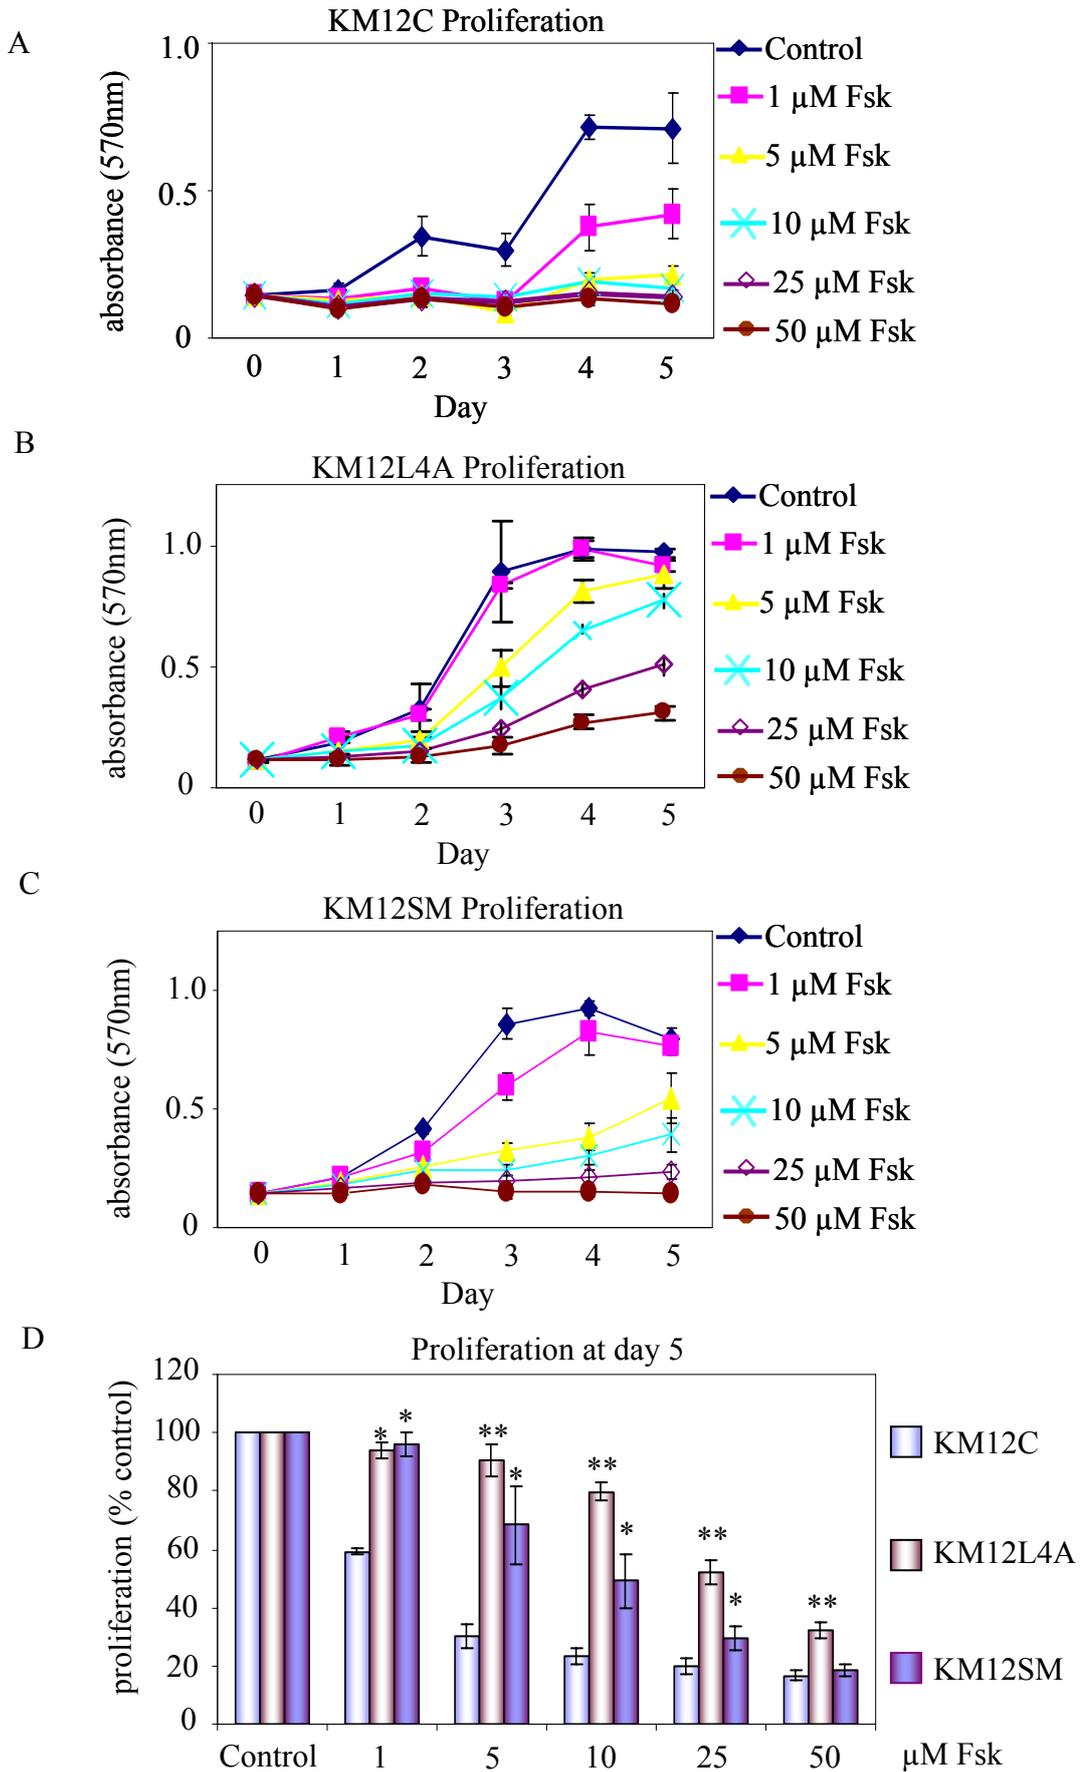 A
KM12C Proliferation
absorbance (570nm)
1.0
0.5
0
0 1 2 3 4 5
Day
Control
1 µM Fsk
5 µM Fsk
10 µM Fsk
25 µM Fsk
50 µM Fsk
B
KM12L4A Proliferation
absorbance (570nm)
1.0
0.5
0
0 1 2 3 4 5
Day
Control
1 µM Fsk
5 µM Fsk
10 µM Fsk
25 µM Fsk
50 µM Fsk
C
KM12SM Proliferation
absorbance (570nm)
1.0
0.5
0
0 1 2 3 4 5
Day
Control
1 µM Fsk
5 µM Fsk
10 µM Fsk
25 µM Fsk
50 µM Fsk
D
Proliferation at day 5
proliferation (% control)
120
100
80
60
40
20
0
* * ** * ** * ** * **
Control 1 5 10 25 50 µM Fsk
KM12C
KM12L4A
KM12SM